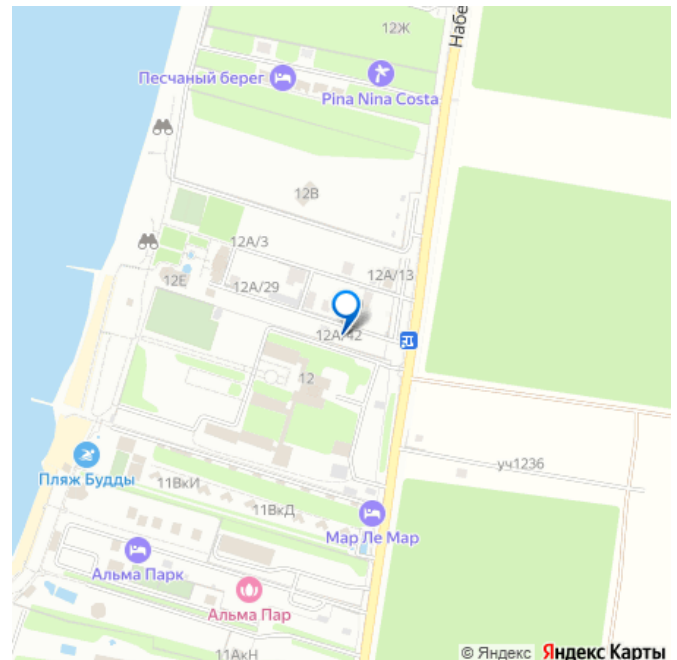 12Ж
Набе
Песчаный берег
Pina Nina Costa
12В
12А/3
12А/13
12Е
12А/29
12А/42
12
уч1236
Пляж Будды
11ВкИ
11ВкД
Мар Ле Мар
Альма Парк
Альма Пар
11АкН
© Яндекс Яндекс Карты